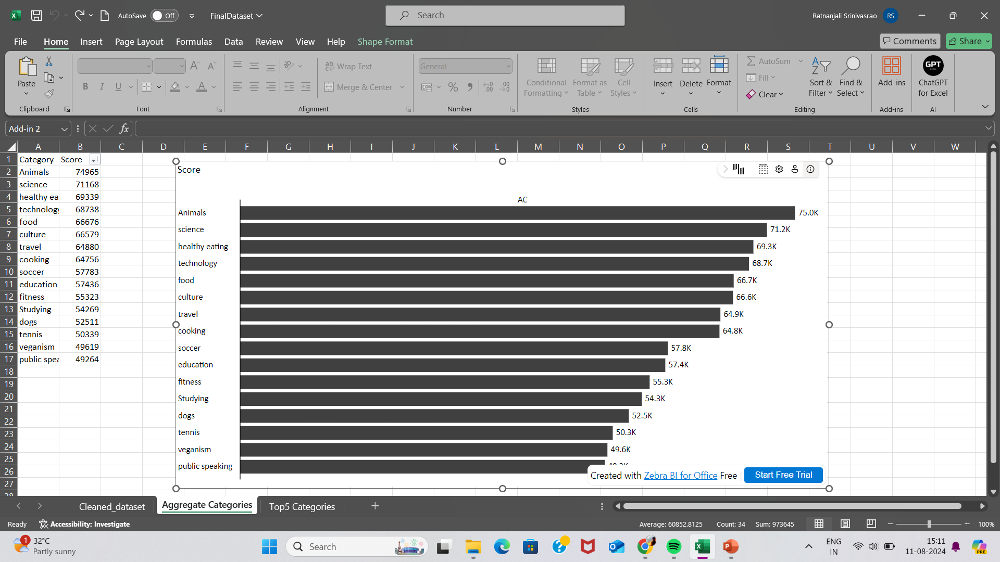 AutoSave Off FinalDataset Search Ratnanjali Srinivasrao RS
File Home Insert Page Layout Formulas Data Review View Help Shape Format Comments Share
Paste Clipboard
B I U Font
ab Wrap Text
Merge & Center
Alignment
General
% Number
Conditional Formatting Format as Table Cell Styles
Styles
Insert Delete Format
Cells
AutoSum
Fill
Clear
Sort & Filter Find & Select
Editing
Add-ins
Add-ins
GPT
ChatGPT for Excel
AI
Add-in 2 fx
A B C D E F G H I J K L M N O P Q R S T U V W
1 Category Score
2 Animals 74965
3 science 71168
4 healthy ea 69339
5 technology 68738
6 food 66676
7 culture 66579
8 travel 64880
9 cooking 64756
10 soccer 57783
11 education 57436
12 fitness 55323
13 Studying 54269
14 dogs 52511
15 tennis 50339
16 veganism 49619
17 public spea 49264
18
19
20
21
22
23
24
25
26
27
Score
AC
Animals 75.0K
science 71.2K
healthy eating 69.3K
technology 68.7K
food 66.7K
culture 66.6K
travel 64.9K
cooking 64.8K
soccer 57.8K
education 57.4K
fitness 55.3K
Studying 54.3K
dogs 52.5K
tennis 50.3K
veganism 49.6K
public speaking
Created with Zebra BI for Office Free Start Free Trial
Cleaned_dataset Aggregate Categories Top5 Categories +
Ready Accessibility: Investigate Average: 60852.8125 Count: 34 Sum: 973645 100%
1 32°C
Partly sunny
Search
ENG
IN
15:11
11-08-2024
PRE